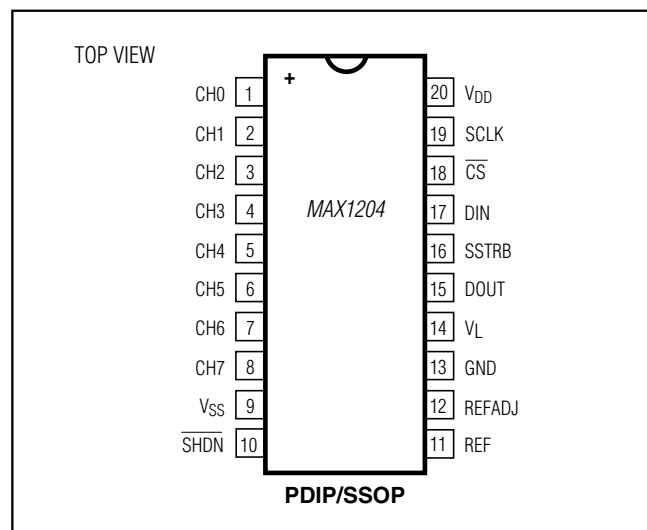 TOP VIEW
+
MAX1204
CH0 1
CH1 2
CH2 3
CH3 4
CH4 5
CH5 6
CH6 7
CH7 8
VSS 9
SHDN 10
20 VDD
19 SCLK
18 CS
17 DIN
16 SSTRB
15 DOUT
14 VL
13 GND
12 REFADJ
11 REF
PDIP/SSOP